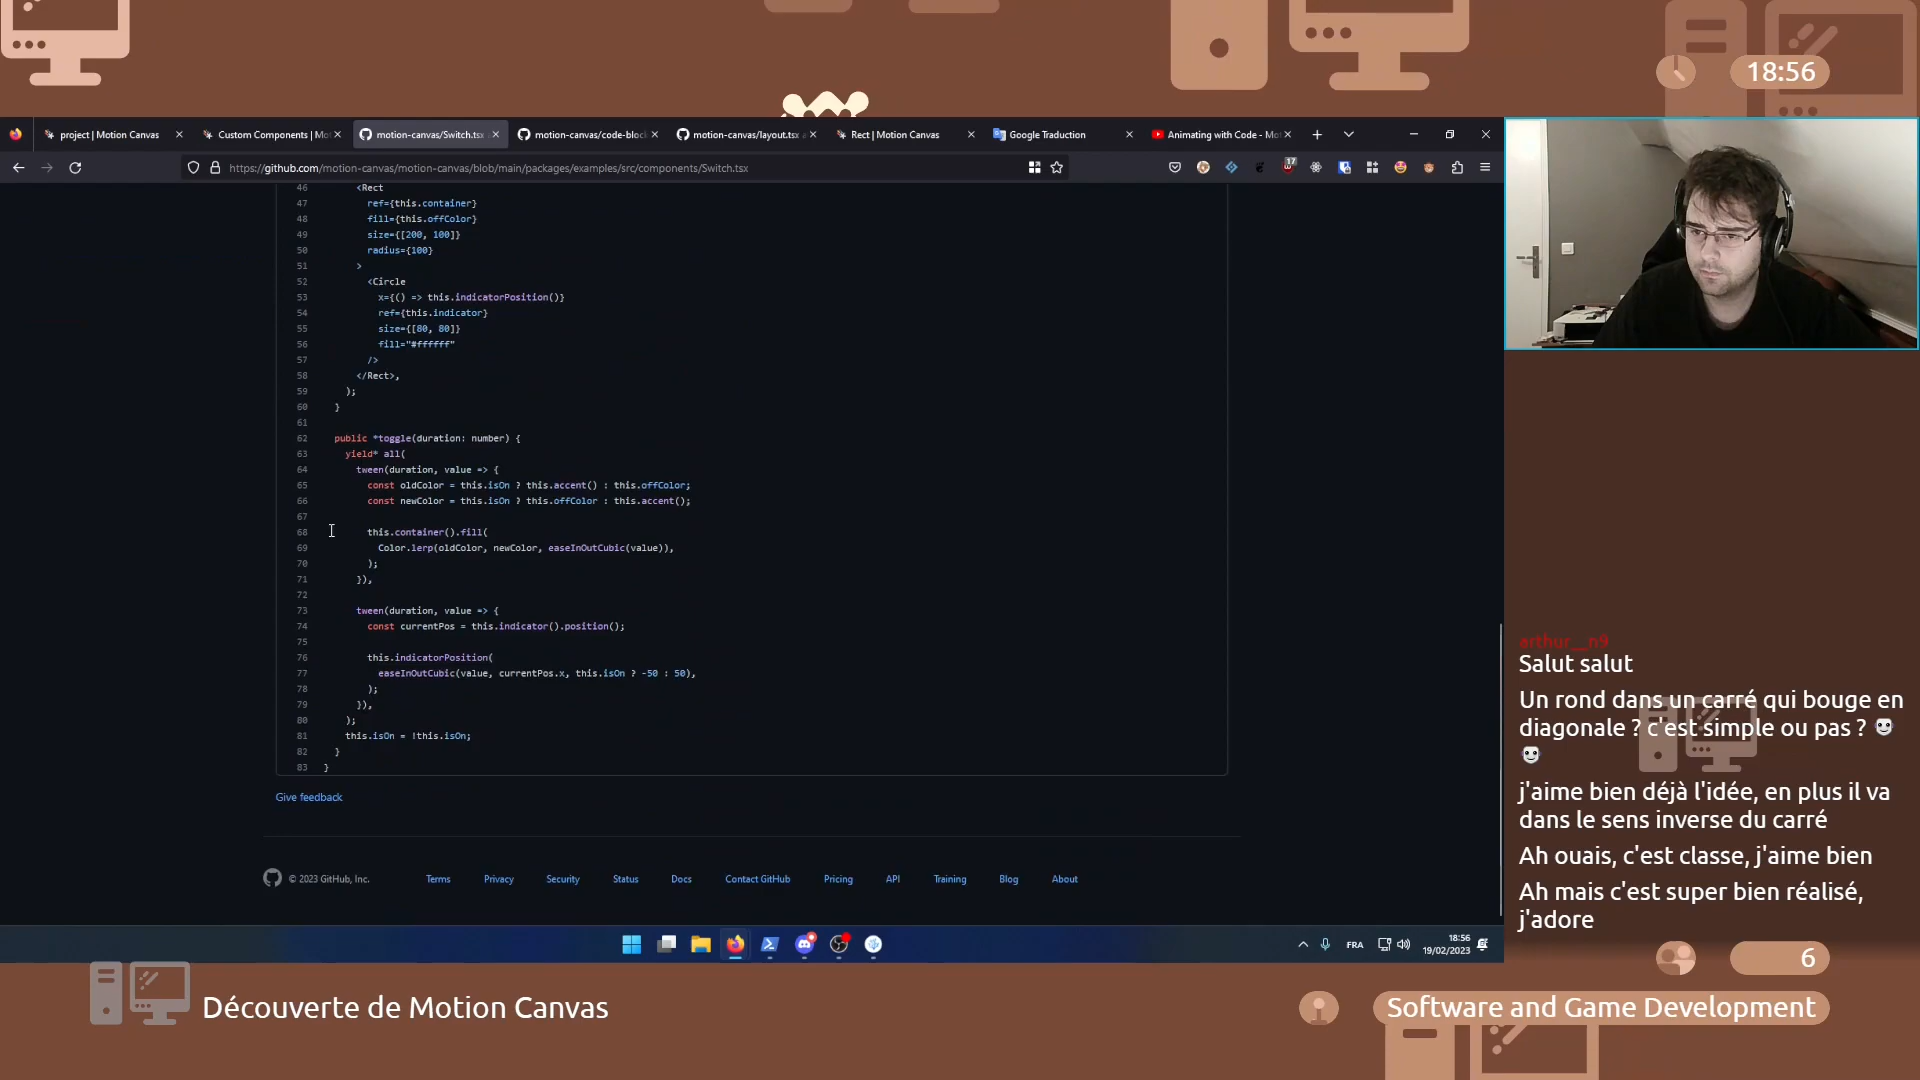 18:56
project | Motion Canvas
Custom Components | Mot
motion-canvas/Switch.tsx
motion-canvas/code-bloc
motion-canvas/layout.tsx
Rect | Motion Canvas
Google Traduction
Animating with Code - Mot
https://github.com/motion-canvas/motion-canvas/blob/main/packages/examples/src/components/Switch.tsx
17
46 <Rect
47 ref={this.container}
48 fill={this.offColor}
49 size={[200, 100]}
50 radius={100}
51 >
52 <Circle
53 x={() => this.indicatorPosition()}
54 ref={this.indicator}
55 size={[80, 80]}
56 fill="#ffffff"
57 />
58 </Rect>,
59 );
60 }
61
62 public *toggle(duration: number) {
63 yield* all(
64 tween(duration, value => {
65 const oldColor = this.isOn ? this.accent() : this.offColor;
66 const newColor = this.isOn ? this.offColor : this.accent();
67
68 this.container().fill(
69 Color.lerp(oldColor, newColor, easeInOutCubic(value)),
70 );
71 }),
72
73 tween(duration, value => {
74 const currentPos = this.indicator().position();
75
76 this.indicatorPosition(
77 easeInOutCubic(value, currentPos.x, this.isOn ? -50 : 50),
78 );
79 }),
80 );
81 this.isOn = !this.isOn;
82 }
83 }
Give feedback
© 2023 GitHub, Inc. Terms Privacy Security Status Docs Contact GitHub Pricing API Training Blog About
FRA
18:56
19/02/2023
arthur__n9
Salut salut
Un rond dans un carré qui bouge en
diagonale ? c'est simple ou pas ?
j'aime bien déjà l'idée, en plus il va
dans le sens inverse du carré
Ah ouais, c'est classe, j'aime bien
Ah mais c'est super bien réalisé,
j'adore
6
Découverte de Motion Canvas
Software and Game Development